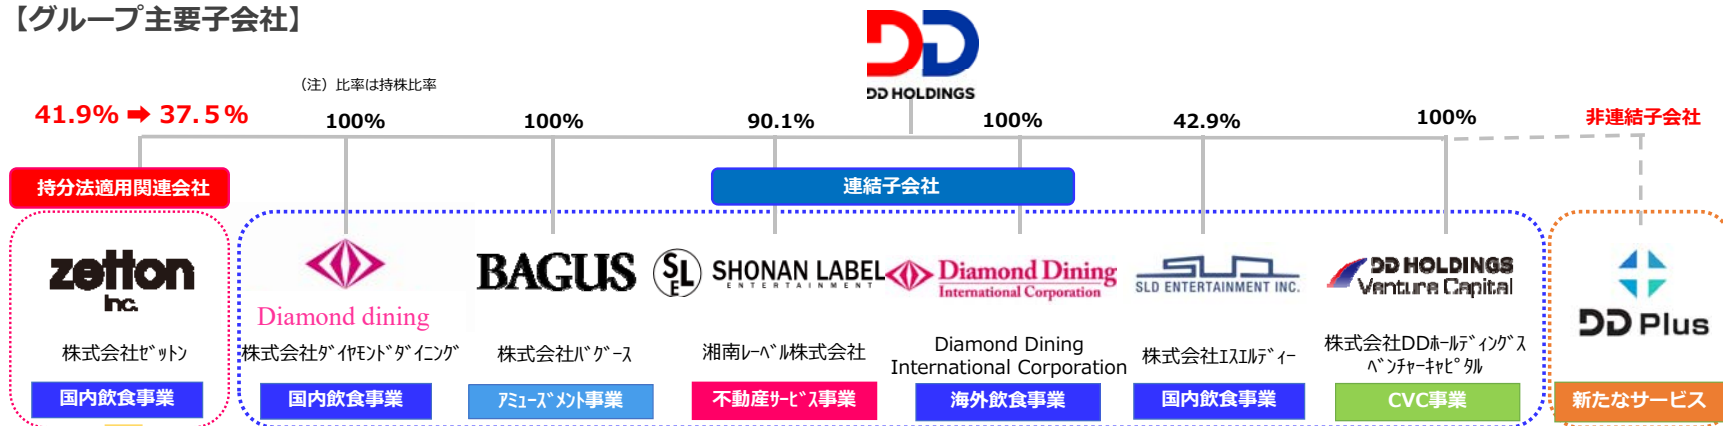 【グループ主要子会社】
DD HOLDINGS
（注）比率は持株比率
41.9% ➡ 37.5%
100%
100%
90.1%
100%
42.9%
100%
非連結子会社
持分法適用関連会社
連結子会社
zetton
Inc.
Diamond dining
BAGUS
SLE SHONAN LABEL
ENTERTAINMENT
Diamond Dining
International Corporation
SLD ENTERTAINMENT INC.
DD HOLDINGS
Venture Capital
DD Plus
株式会社ｾﾞｯﾄﾝ
株式会社ﾀﾞｲﾔﾓﾝﾄﾞﾀﾞｲﾆﾝｸﾞ
株式会社ﾊﾞｸﾞｰｽ
湘南ﾚｰﾍﾞﾙ株式会社
Diamond Dining
International Corporation
株式会社ｴｽｴﾙﾃﾞｨｰ
株式会社DDﾎｰﾙﾃﾞｨﾝｸﾞｽ
ﾍﾞﾝﾁｬｰｷｬﾋﾟﾀﾙ
国内飲食事業
国内飲食事業
ｱﾐｭｰｽﾞﾒﾝﾄ事業
不動産ｻｰﾋﾞｽ事業
海外飲食事業
国内飲食事業
CVC事業
新たなサービス